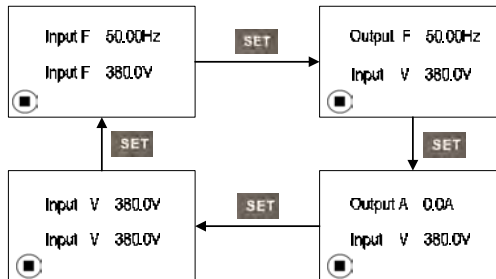 Input F 50.00Hz
Input F 380.0V
SET
Output F 50.00Hz
Input V 380.0V
SET
SET
Input V 380.0V
Input V 380.0V
SET
Output A 0.0A
Input V 380.0V